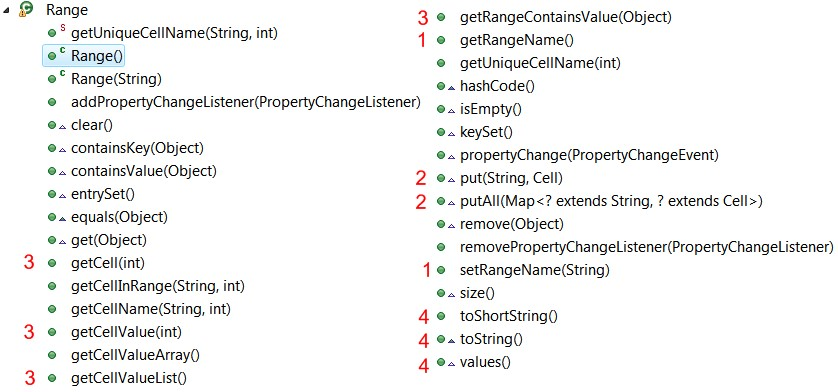 Range
S getUniqueCellName(String, int)
C Range()
C Range(String)
addPropertyChangeListener(PropertyChangeListener)
clear()
containsKey(Object)
containsValue(Object)
entrySet()
equals(Object)
get(Object)
3 getCell(int)
getCellInRange(String, int)
getCellName(String, int)
3 getCellValue(int)
getCellValueArray()
3 getCellValueList()
3 getRangeContainsValue(Object)
1 getRangeName()
getUniqueCellName(int)
hashCode()
isEmpty()
keySet()
propertyChange(PropertyChangeEvent)
2 put(String, Cell)
2 putAll(Map<? extends String, ? extends Cell>)
remove(Object)
removePropertyChangeListener(PropertyChangeListener)
1 setRangeName(String)
size()
4 toShortString()
4 toString()
4 values()